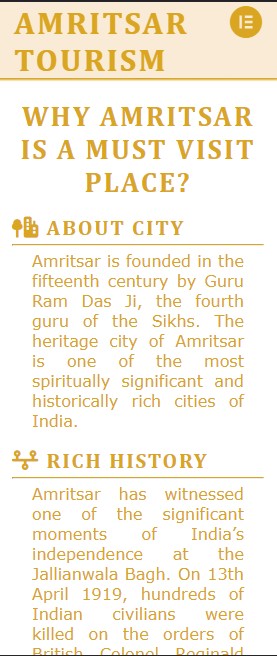 AMRITSAR
TOURISM
WHY AMRITSAR
IS A MUST VISIT
PLACE?
ABOUT CITY
Amritsar is founded in the
fifteenth century by Guru
Ram Das Ji, the fourth
guru of the Sikhs. The
heritage city of Amritsar
is one of the most
spiritually significant and
historically rich cities of
India.
RICH HISTORY
Amritsar has witnessed
one of the significant
moments of India’s
independence at the
Jallianwala Bagh. On 13th
April 1919, hundreds of
Indian civilians were
killed on the orders of
British Colonel Reginald